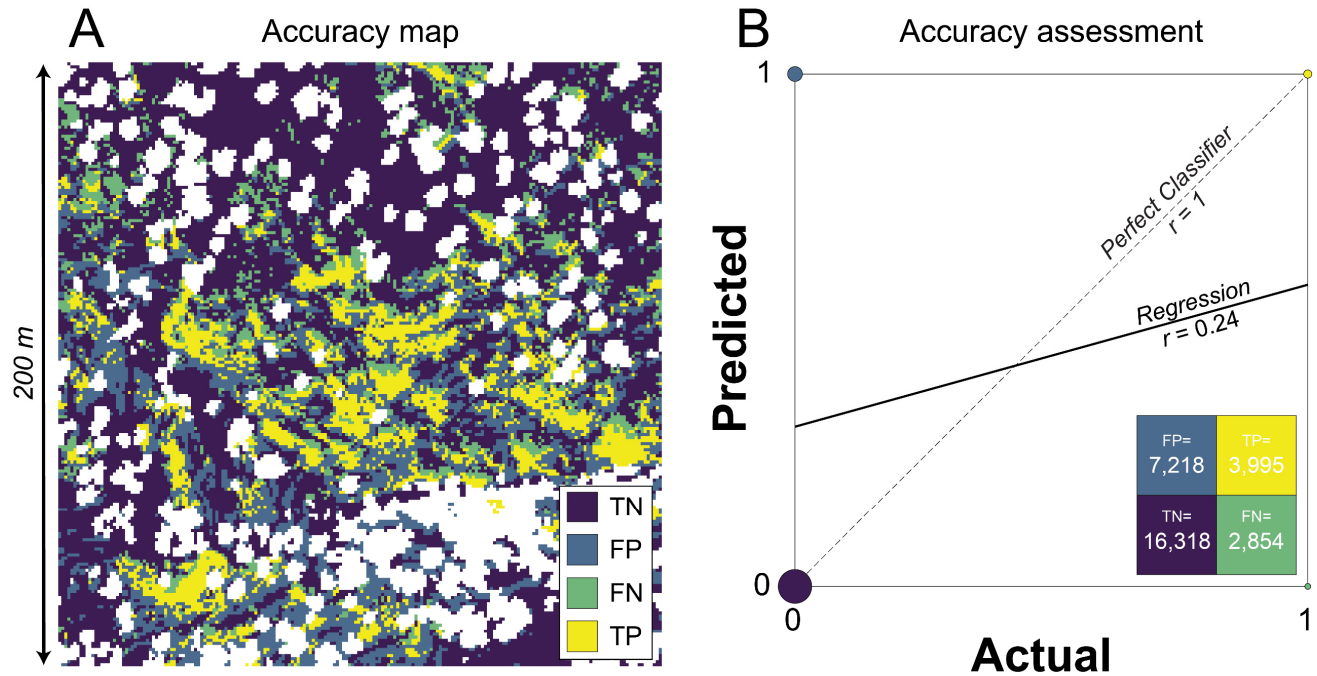 A
Accuracy map
200 m
TN
FP
FN
TP
B
Accuracy assessment
1
0
0
1
Predicted
Actual
Perfect Classifier
r = 1
Regression
r = 0.24
FP=
7,218
TP=
3,995
TN=
16,318
FN=
2,854